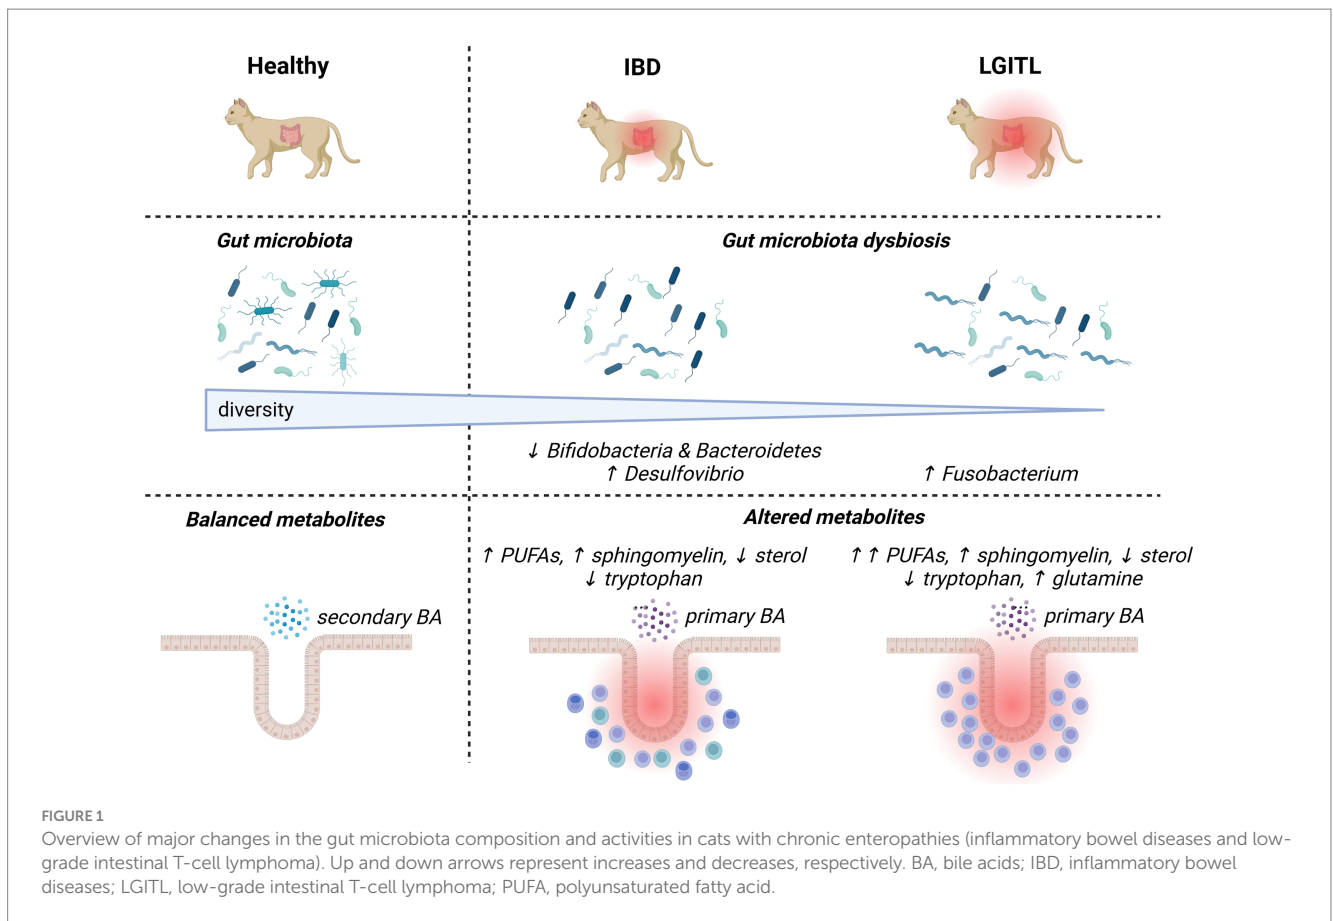 Healthy
IBD
LGITL
Gut microbiota
Gut microbiota dysbiosis
diversity
↓ Bifidobacteria & Bacteroidetes
↑ Desulfovibrio
↑ Fusobacterium
Balanced metabolites
Altered metabolites
↑ PUFAs, ↑ sphingomyelin, ↓ sterol
↓ tryptophan
↑ ↑ PUFAs, ↑ sphingomyelin, ↓ sterol
↓ tryptophan, ↑ glutamine
secondary BA
primary BA
primary BA
FIGURE 1
Overview of major changes in the gut microbiota composition and activities in cats with chronic enteropathies (inflammatory bowel diseases and low-
grade intestinal T-cell lymphoma). Up and down arrows represent increases and decreases, respectively. BA, bile acids; IBD, inflammatory bowel
diseases; LGITL, low-grade intestinal T-cell lymphoma; PUFA, polyunsaturated fatty acid.